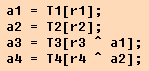 a1 = T1[r1];
a2 = T2[r2];
a3 = T3[r3 ^ a1];
a4 = T4[r4 ^ a2];